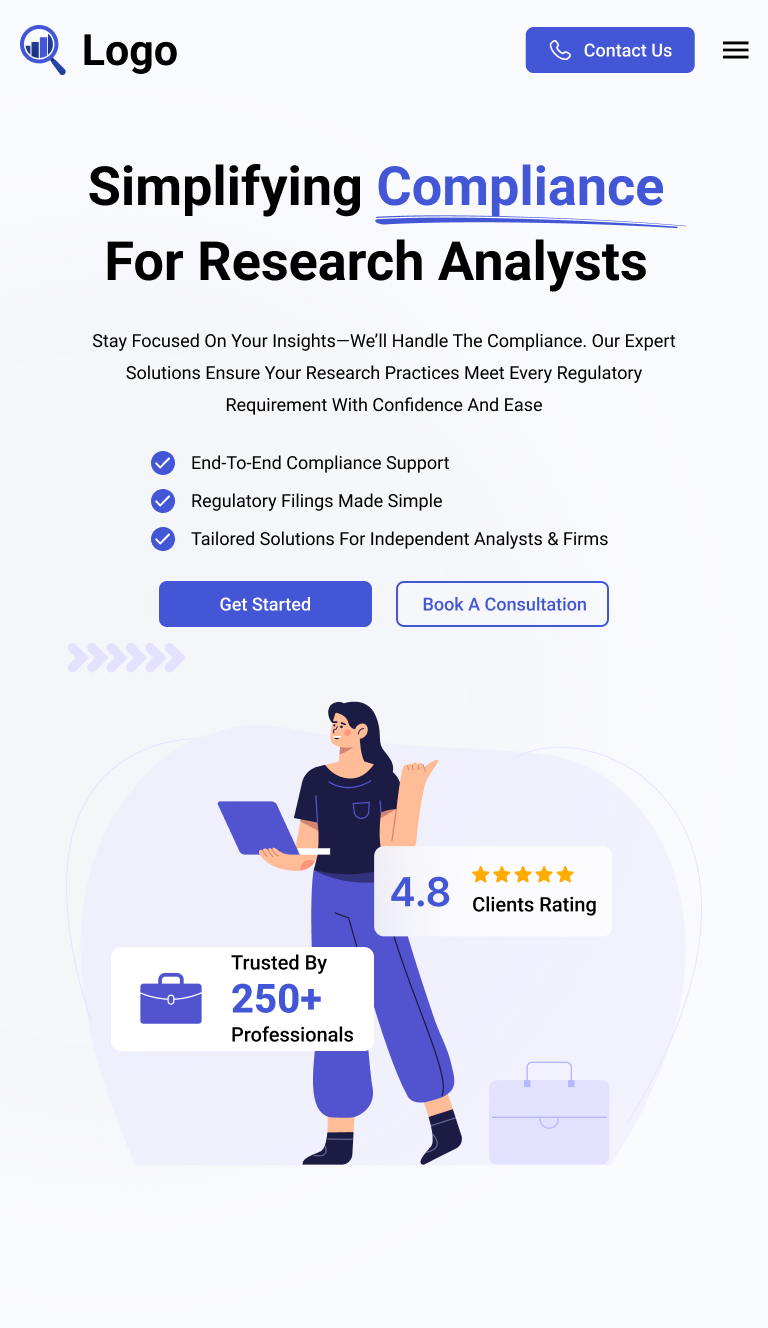 Logo
Contact Us
Simplifying Compliance
For Research Analysts
Stay Focused On Your Insights—We’ll Handle The Compliance. Our Expert
Solutions Ensure Your Research Practices Meet Every Regulatory
Requirement With Confidence And Ease
End-To-End Compliance Support
Regulatory Filings Made Simple
Tailored Solutions For Independent Analysts & Firms
Get Started
Book A Consultation
4.8
Clients Rating
Trusted By
250+
Professionals